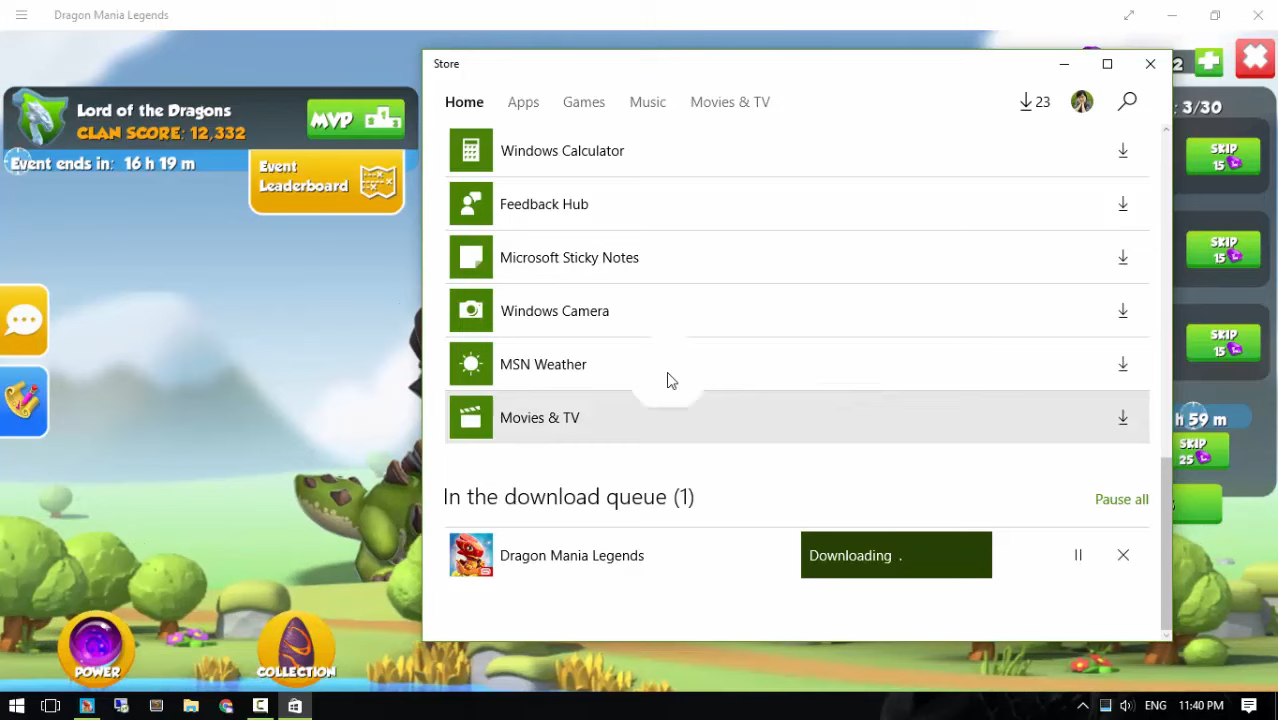 Dragon Mania Legends
Lord of the Dragons
CLAN SCORE: 12,332
MVP
Event ends in: 16 h 19 m
Event
Leaderboard
POWER
COLLECTION
Store
Home Apps Games Music Movies & TV
23
Windows Calculator
Feedback Hub
Microsoft Sticky Notes
Windows Camera
MSN Weather
Movies & TV
In the download queue (1)
Pause all
Dragon Mania Legends
Downloading .
2
3/30
SKIP
15
SKIP
15
SKIP
15
h 59 m
SKIP
25
ENG 11:40 PM